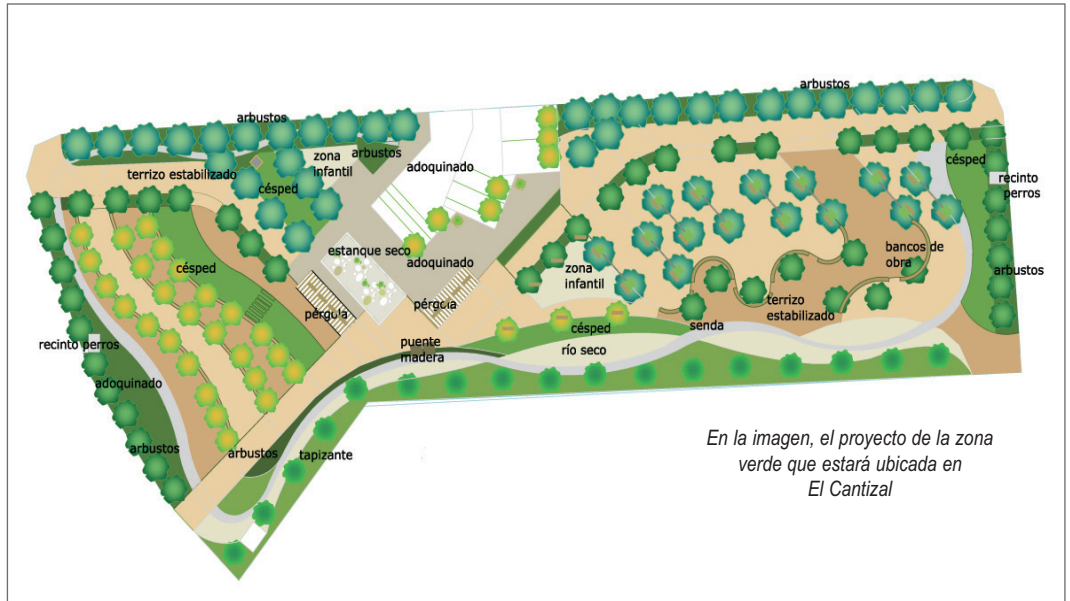 arbustos
arbustos
terrizo estabilizado
zona
infantil
arbustos
adoquinado
césped
césped
recinto
perros
estanque seco
adoquinado
césped
bancos de
obra
zona
infantil
arbustos
pérgola
pérgola
terrizo
estabilizado
césped
senda
recinto perros
puente
madera
río seco
adoquinado
arbustos
arbustos
tapizante
En la imagen, el proyecto de la zona
verde que estará ubicada en
El Cantizal